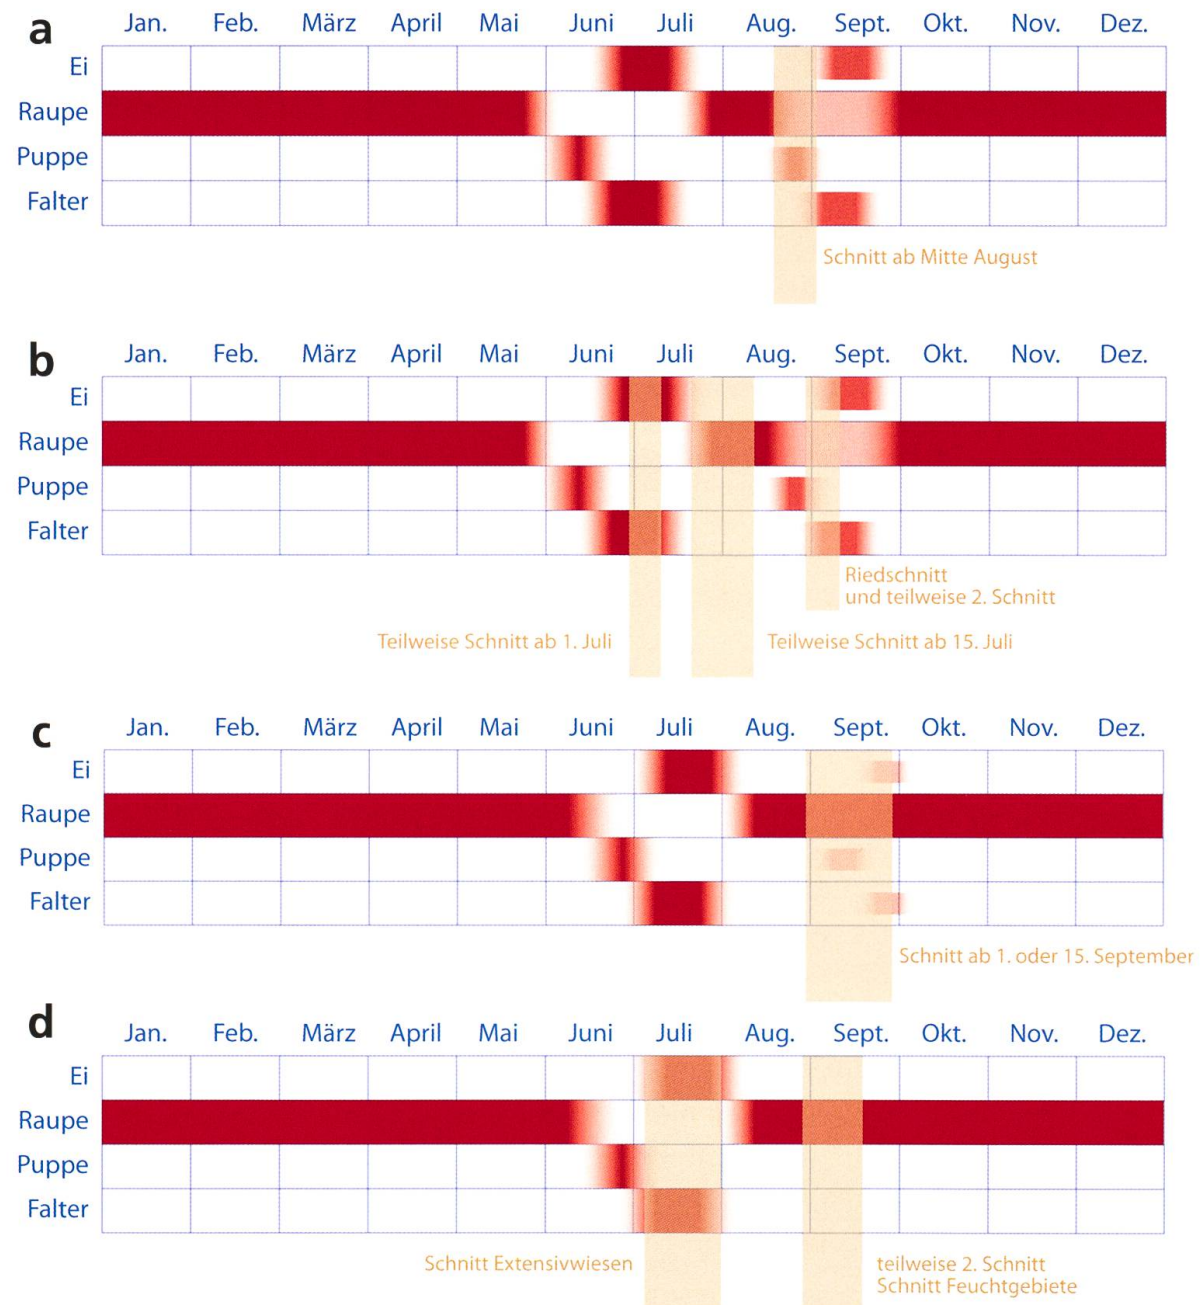 a
Jan. Feb. März April Mai Juni Juli Aug. Sept. Okt. Nov. Dez.
Ei
Raupe
Puppe
Falter
Schnitt ab Mitte August
b
Jan. Feb. März April Mai Juni Juli Aug. Sept. Okt. Nov. Dez.
Ei
Raupe
Puppe
Falter
Riedschnitt
und teilweise 2. Schnitt
Teilweise Schnitt ab 1. Juli
Teilweise Schnitt ab 15. Juli
c
Jan. Feb. März April Mai Juni Juli Aug. Sept. Okt. Nov. Dez.
Ei
Raupe
Puppe
Falter
Schnitt ab 1. oder 15. September
d
Jan. Feb. März April Mai Juni Juli Aug. Sept. Okt. Nov. Dez.
Ei
Raupe
Puppe
Falter
Schnitt Extensivwiesen
teilweise 2. Schnitt
Schnitt Feuchtgebiete